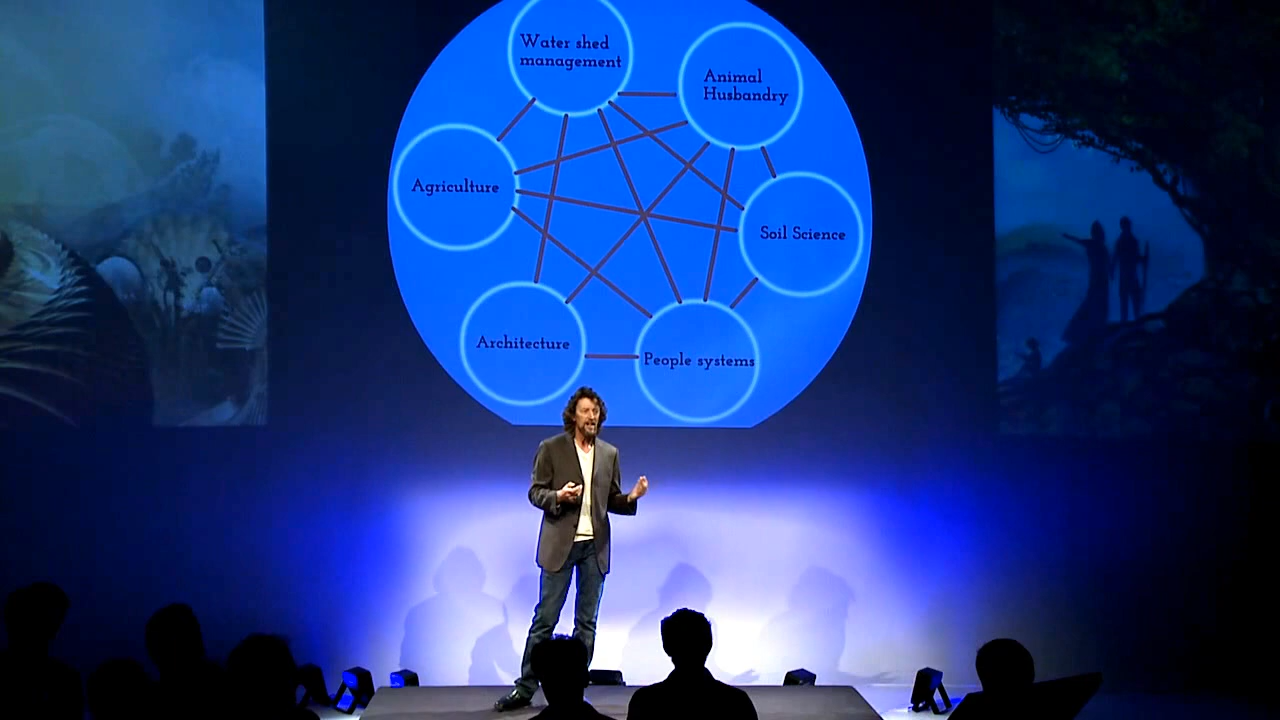 Water shed
management
Animal
Husbandry
Agriculture
Soil Science
Architecture
People systems